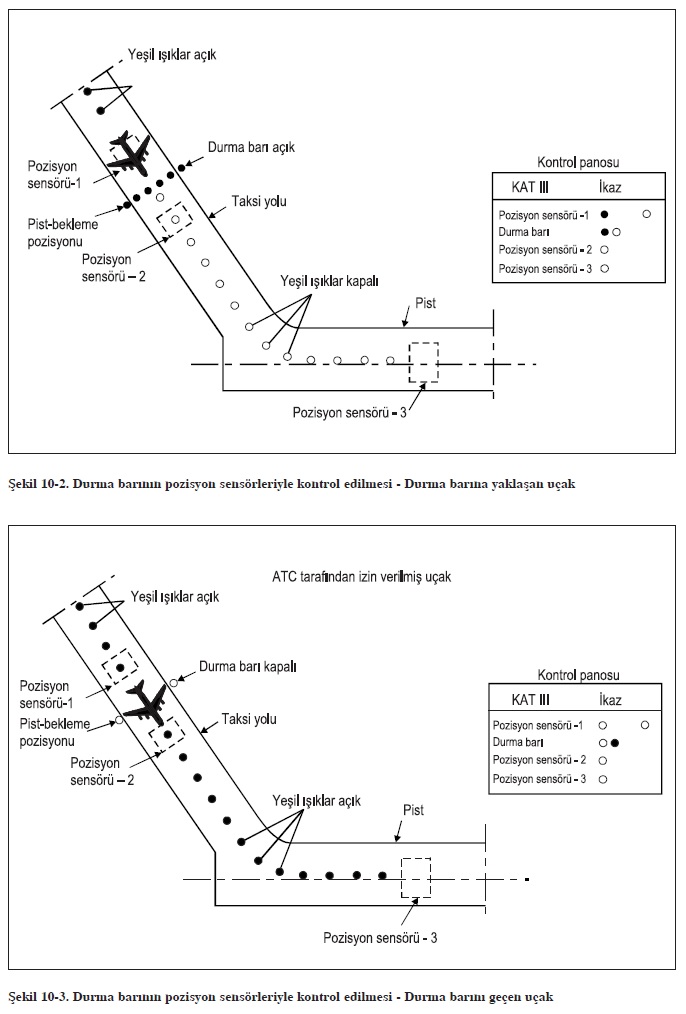 Yeşil ışıklar açık
Durma barı açık
Pozisyon
sensörü-1
Pist-bekleme
pozisyonu
Taksi yolu
Pozisyon
sensörü – 2
Yeşil ışıklar kapalı
Pist
Pozisyon sensörü - 3
Kontrol panosu
KAT III İkaz
Pozisyon sensörü -1
Durma barı
Pozisyon sensörü - 2
Pozisyon sensörü - 3
Şekil 10-2. Durma barının pozisyon sensörleriyle kontrol edilmesi - Durma barına yaklaşan uçak
ATC tarafından izin verilmiş uçak
Yeşil ışıklar açık
Durma barı kapalı
Pozisyon
sensörü-1
Pist-bekleme
pozisyonu
Taksi yolu
Pozisyon
sensörü – 2
Yeşil ışıklar açık
Pist
Pozisyon sensörü - 3
Kontrol panosu
KAT III İkaz
Pozisyon sensörü -1
Durma barı
Pozisyon sensörü - 2
Pozisyon sensörü - 3
Şekil 10-3. Durma barının pozisyon sensörleriyle kontrol edilmesi - Durma barını geçen uçak